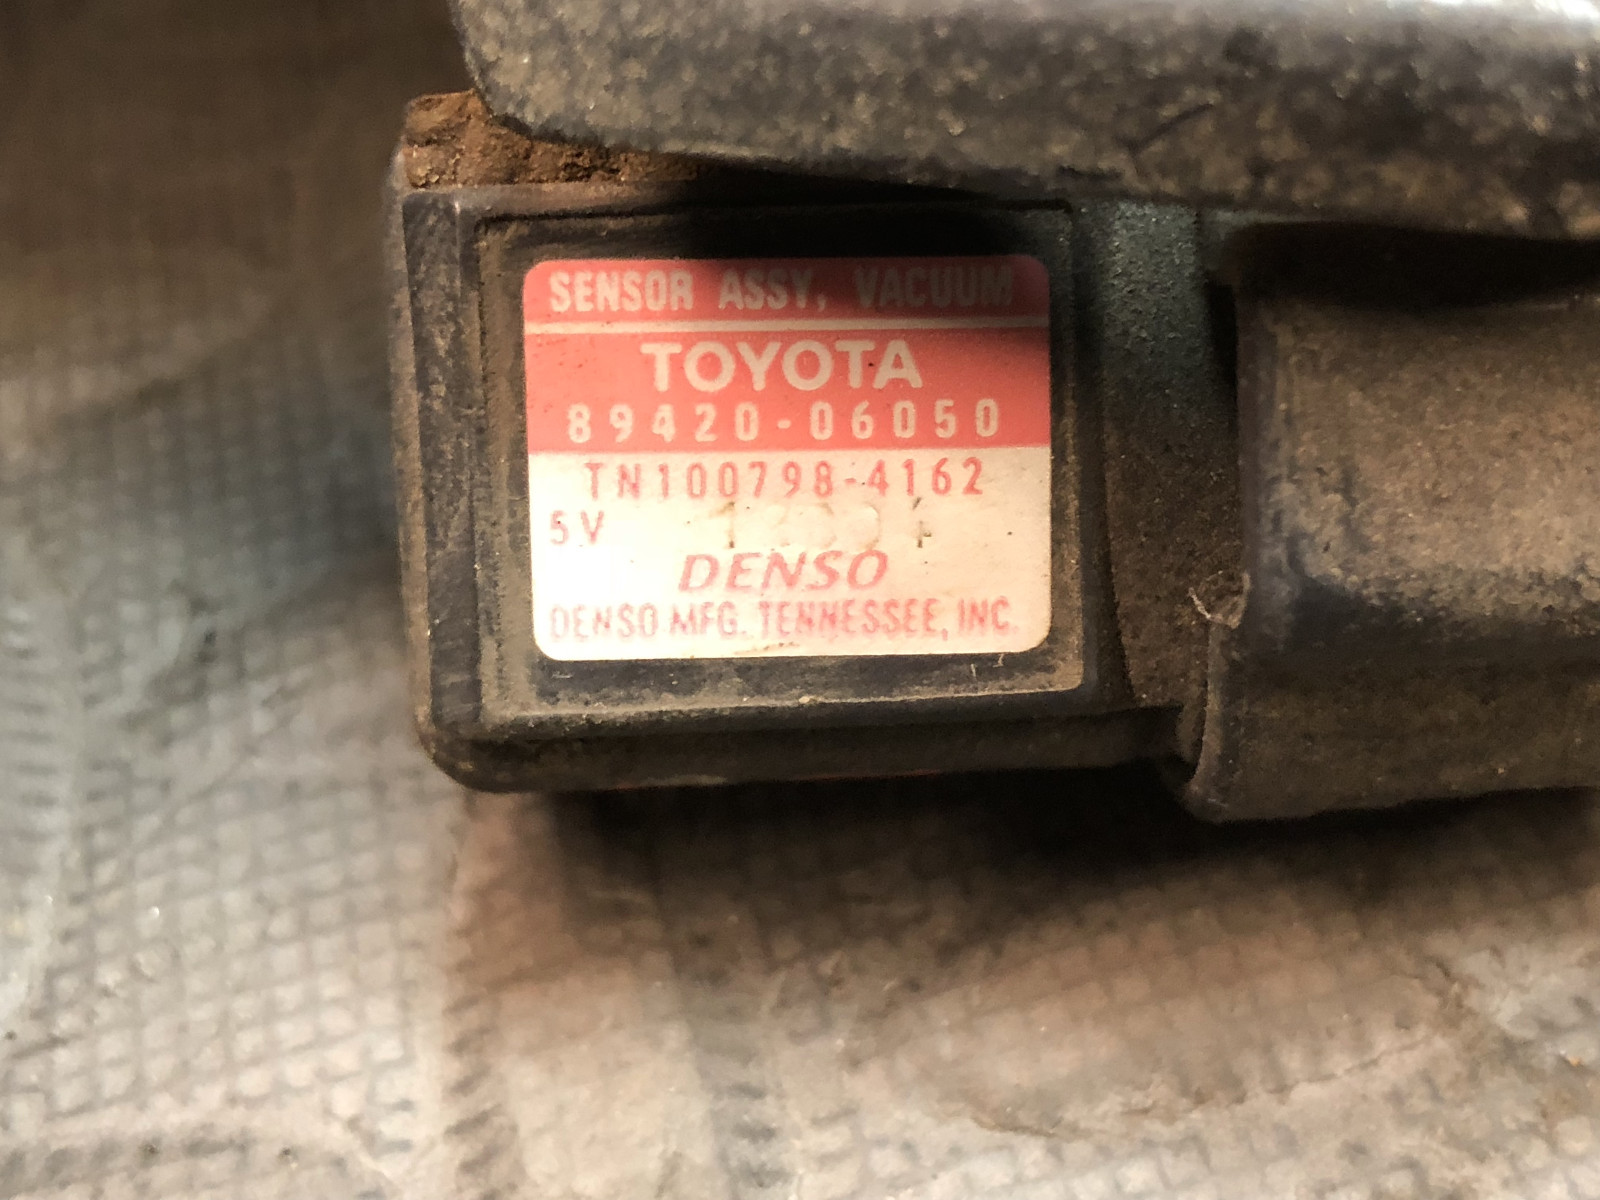 SENSOR ASSY, VACUUM
TOYOTA
89420-06050
TN100798-4162
5V
DENSO
DENSO MFG. TENNESSEE, INC.